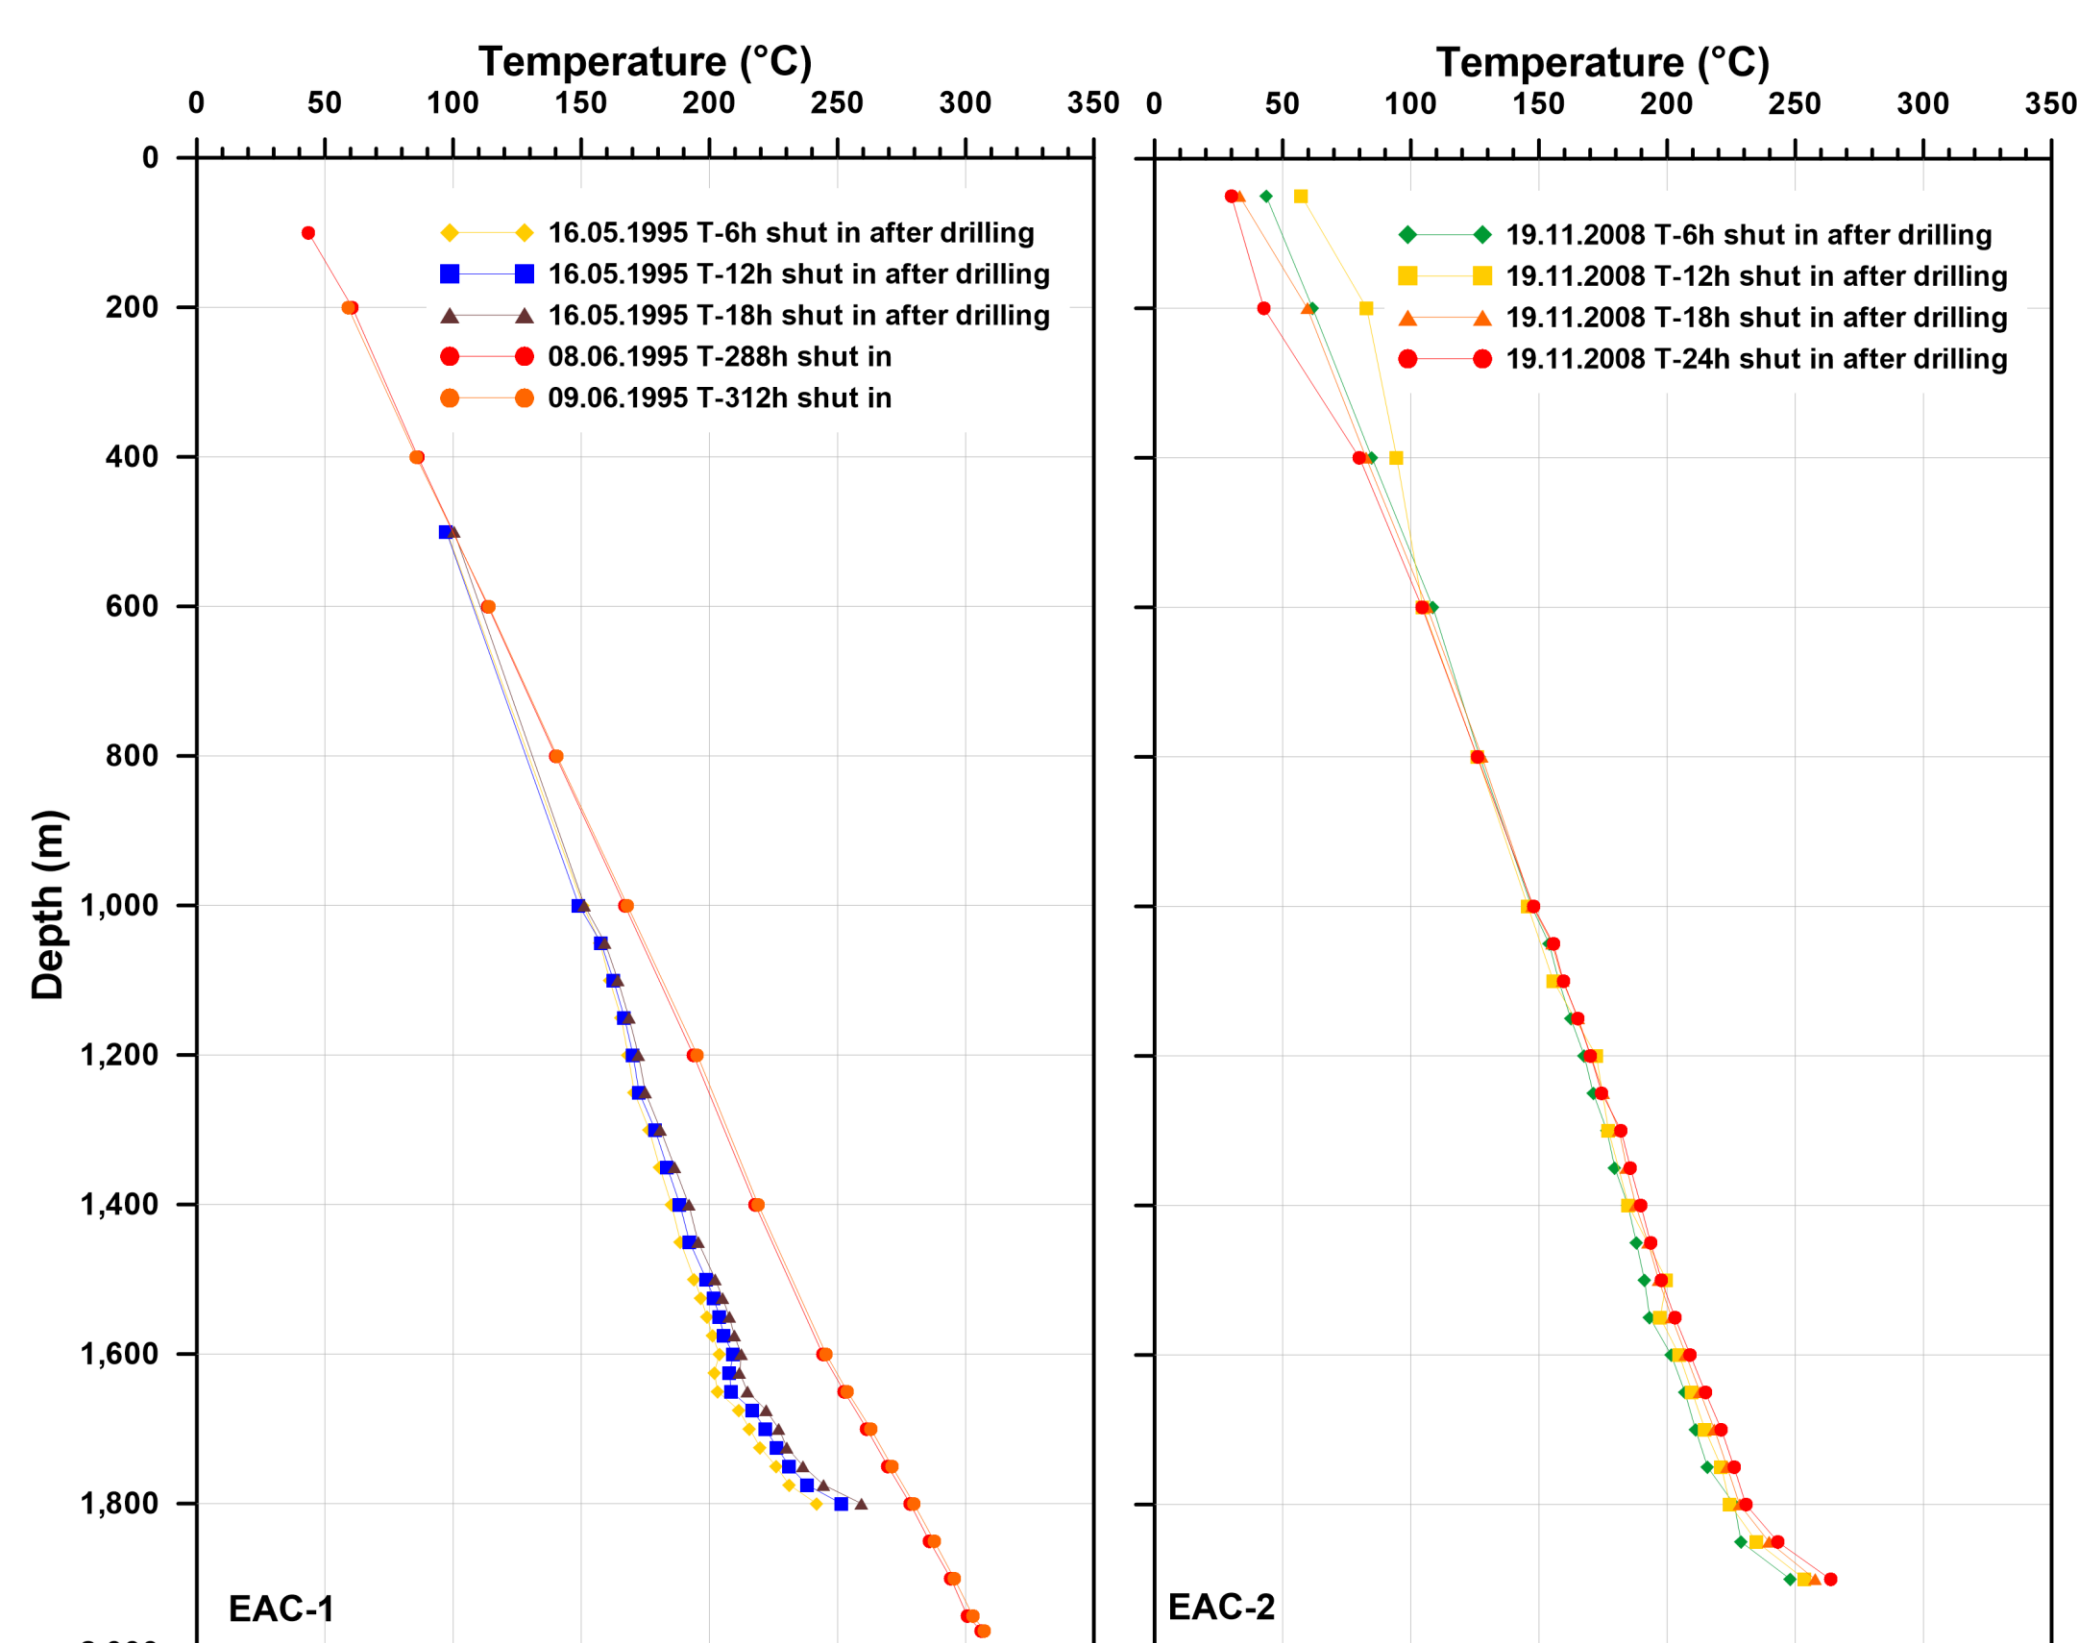 Temperature (°C)
0 50 100 150 200 250 300 350
0
200
400
600
800
1,000
1,200
1,400
1,600
1,800
Depth (m)
16.05.1995 T-6h shut in after drilling
16.05.1995 T-12h shut in after drilling
16.05.1995 T-18h shut in after drilling
08.06.1995 T-288h shut in
09.06.1995 T-312h shut in
EAC-1
Temperature (°C)
0 50 100 150 200 250 300 350
19.11.2008 T-6h shut in after drilling
19.11.2008 T-12h shut in after drilling
19.11.2008 T-18h shut in after drilling
19.11.2008 T-24h shut in after drilling
EAC-2